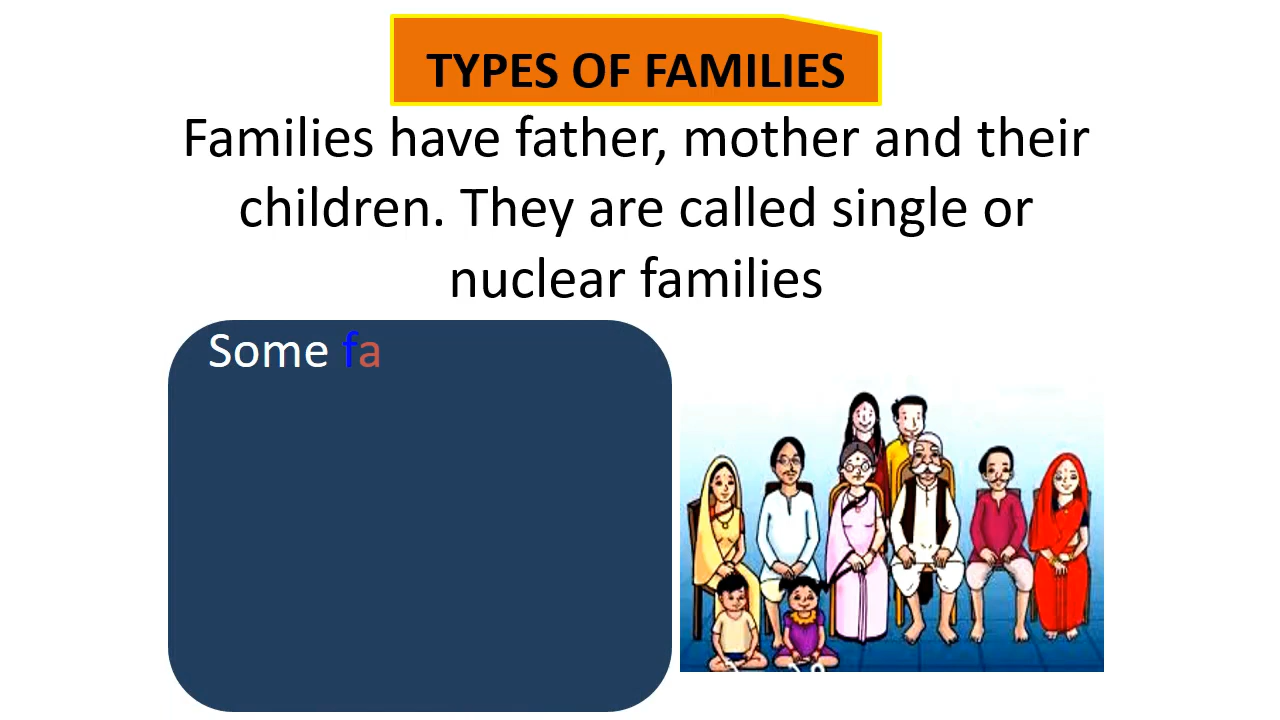 TYPES OF FAMILIES
Families have father, mother and their
children. They are called single or
nuclear families
Some fa